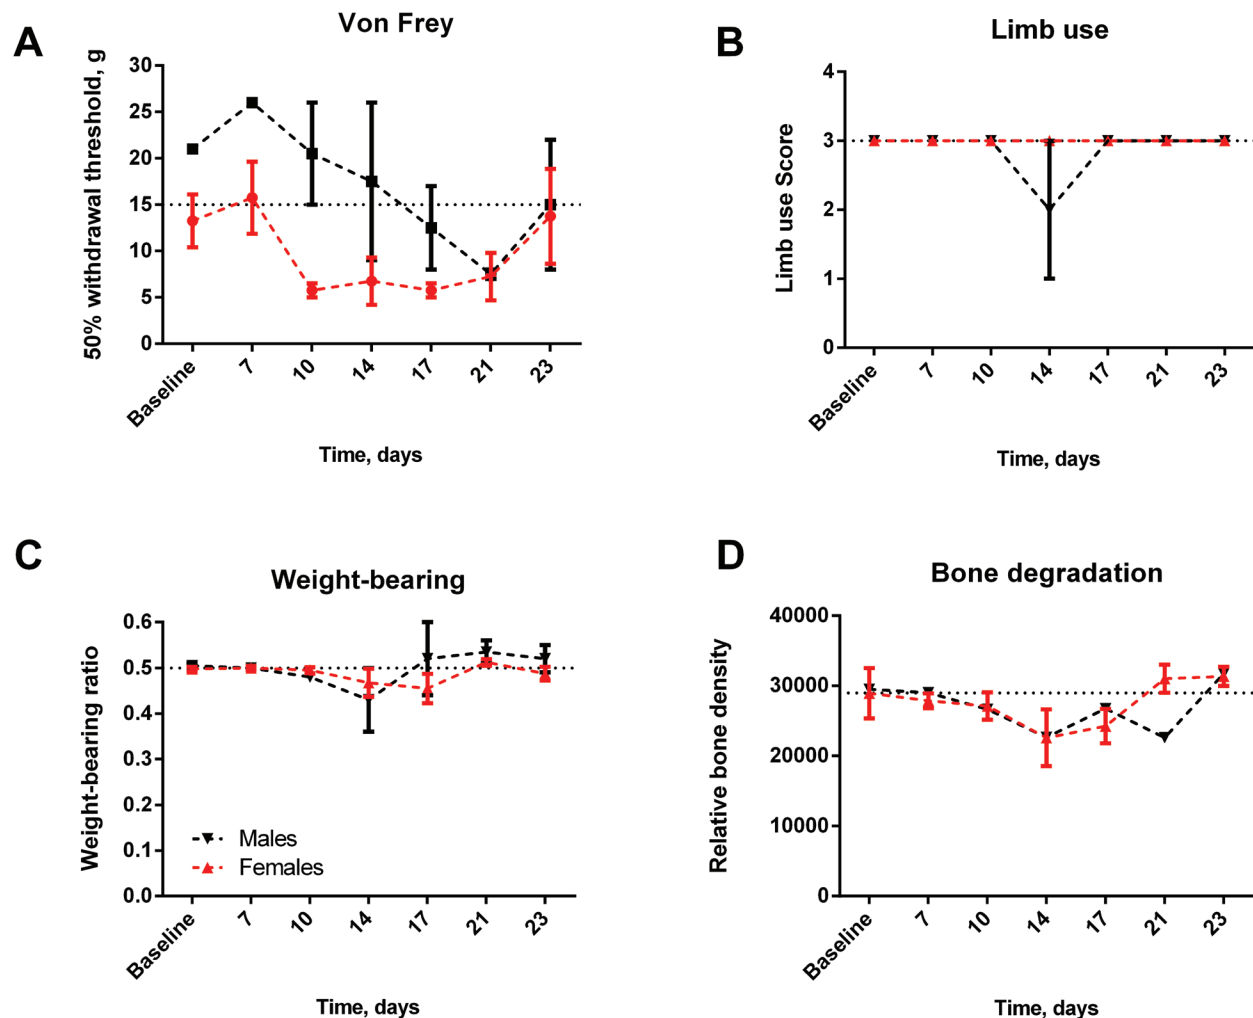 A
Von Frey
50% withdrawal threshold, g
30
25
20
15
10
5
0
Baseline
7
10
14
17
21
23
Time, days
B
Limb use
Limb use Score
4
3
2
1
0
Baseline
7
10
14
17
21
23
Time, days
C
Weight-bearing
Weight-bearing ratio
0.6
0.5
0.4
0.3
0.2
0.1
0.0
Males
Females
Baseline
7
10
14
17
21
23
Time, days
D
Bone degradation
Relative bone density
40000
30000
20000
10000
0
Baseline
7
10
14
17
21
23
Time, days